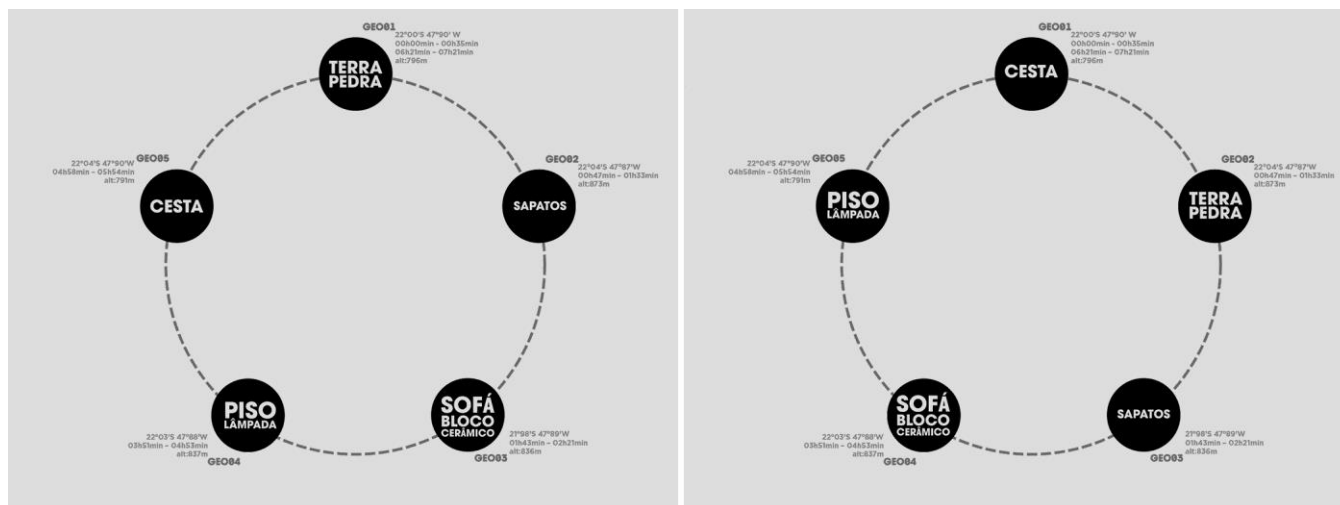 GEO01
22°00'S 47°90' W
00h00min - 00h35min
06h21min - 07h21min
alt:796m
TERRA
PEDRA
GEO05
22°04'S 47°90'W
04h58min - 05h54min
alt:791m
CESTA
GEO02
22°04'S 47°87'W
00h47min - 01h33min
alt:873m
SAPATOS
PISO
LÂMPADA
22°03'S 47°88'W
03h51min - 04h53min
alt:837m
GEO04
SOFÁ
BLOCO
CERÂMICO
21°98'S 47°89'W
01h43min - 02h21min
alt:836m
GEO03
GEO01
22°00'S 47°90' W
00h00min - 00h35min
06h21min - 07h21min
alt:796m
CESTA
GEO05
22°04'S 47°90'W
04h58min - 05h54min
alt:791m
PISO
LÂMPADA
GEO02
22°04'S 47°87'W
00h47min - 01h33min
alt:873m
TERRA
PEDRA
SOFÁ
BLOCO
CERÂMICO
22°03'S 47°88'W
03h51min - 04h53min
alt:837m
GEO04
SAPATOS
21°98'S 47°89'W
01h43min - 02h21min
alt:836m
GEO03